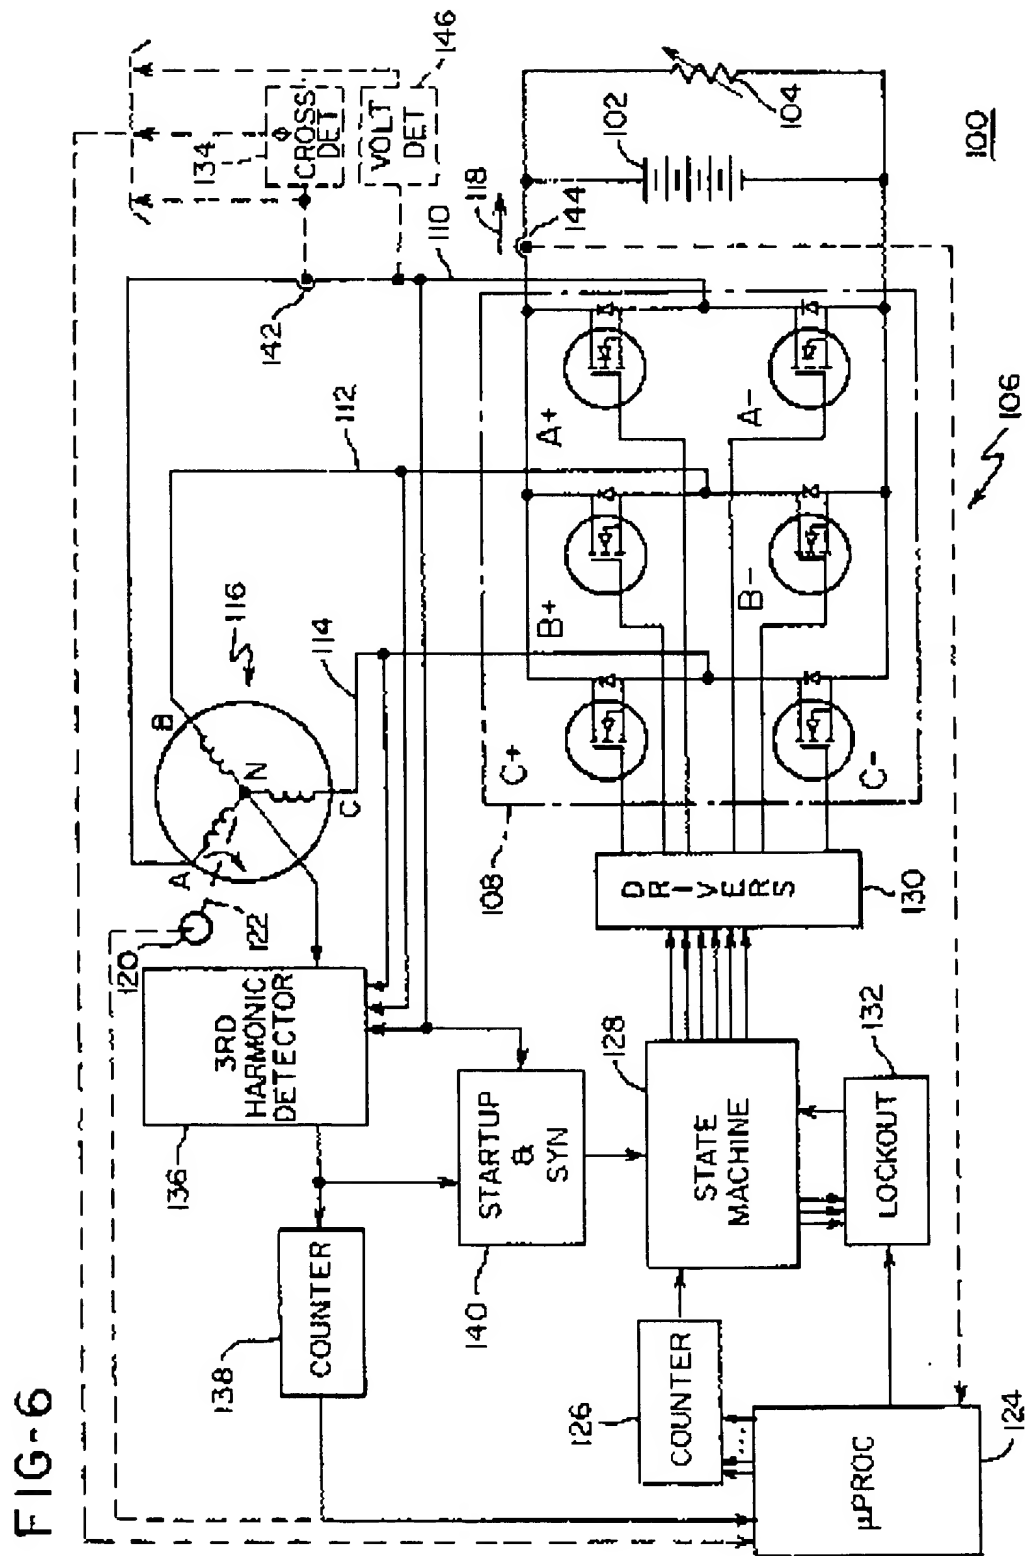 FIG-6
134
Φ
CROSS
DET
VOLT
DET
146
142
110
118
144
102
104
100
112
116
114
A
B
C
N
120
122
3RD
HARMONIC
DETECTOR
136
138
COUNTER
STARTUP
&
SYN
140
108
A+
B+
C+
A-
B-
C-
106
DRIVERS
130
128
STATE
MACHINE
132
LOCKOUT
126
COUNTER
μPROC
124